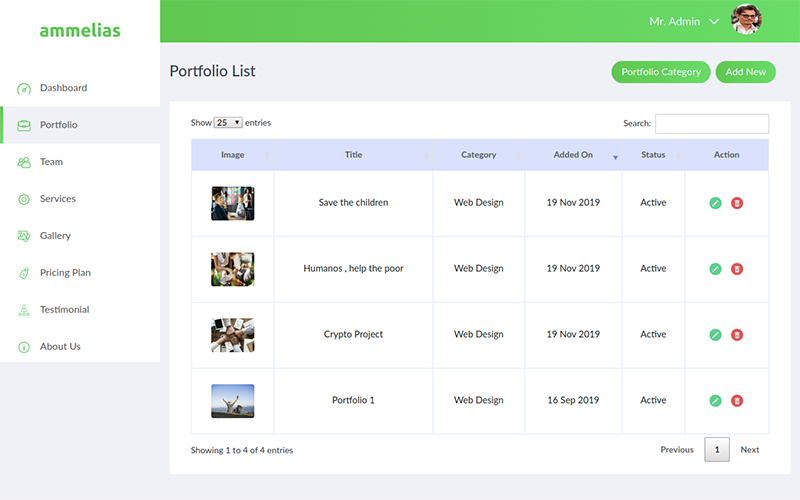 ammelias
Mr. Admin
Dashboard
Portfolio
Team
Services
Gallery
Pricing Plan
Testimonial
About Us
Portfolio List
Portfolio Category
Add New
Show 25 entries
Search:
Image Title Category Added On Status Action
Save the children Web Design 19 Nov 2019 Active
Humanos , help the poor Web Design 19 Nov 2019 Active
Crypto Project Web Design 19 Nov 2019 Active
Portfolio 1 Web Design 16 Sep 2019 Active
Showing 1 to 4 of 4 entries
Previous 1 Next